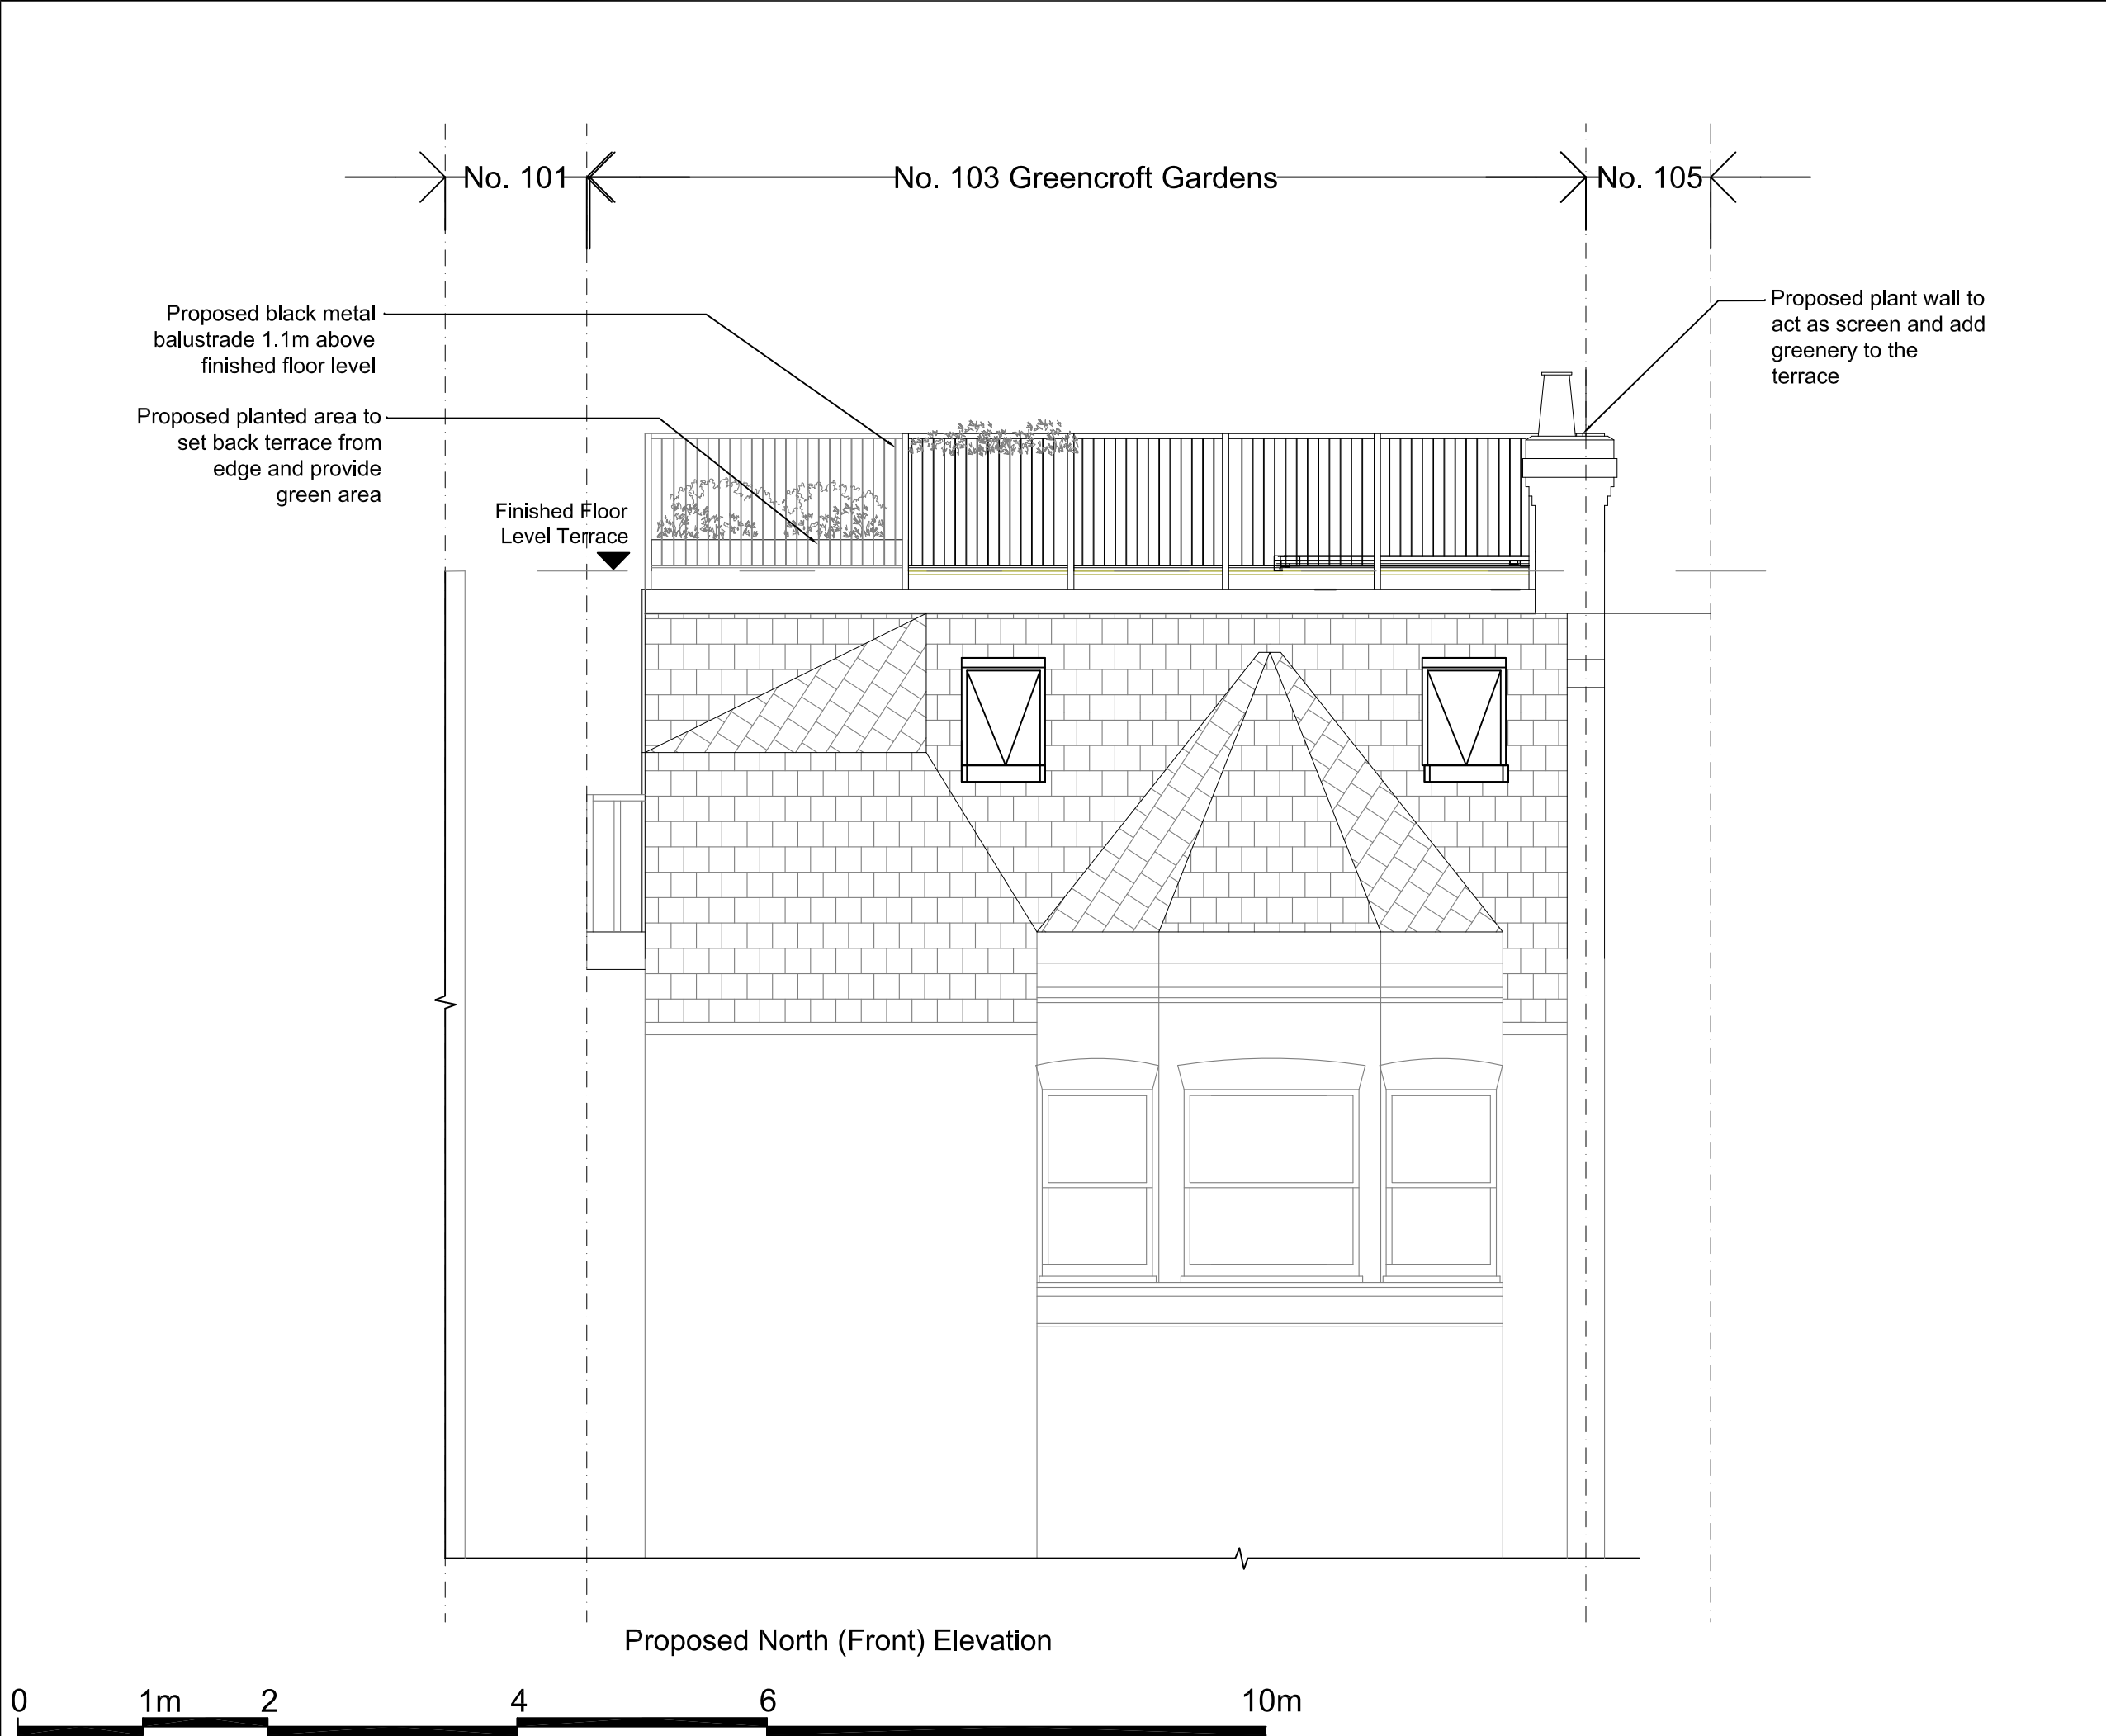 No. 101
No. 103 Greencroft Gardens
No. 105
Proposed black metal
balustrade 1.1m above
finished floor level
Proposed plant wall to
act as screen and add
greenery to the
terrace
Proposed planted area to
set back terrace from
edge and provide
green area
Finished Floor
Level Terrace
Proposed North (Front) Elevation
0 1m 2 4 6 10m